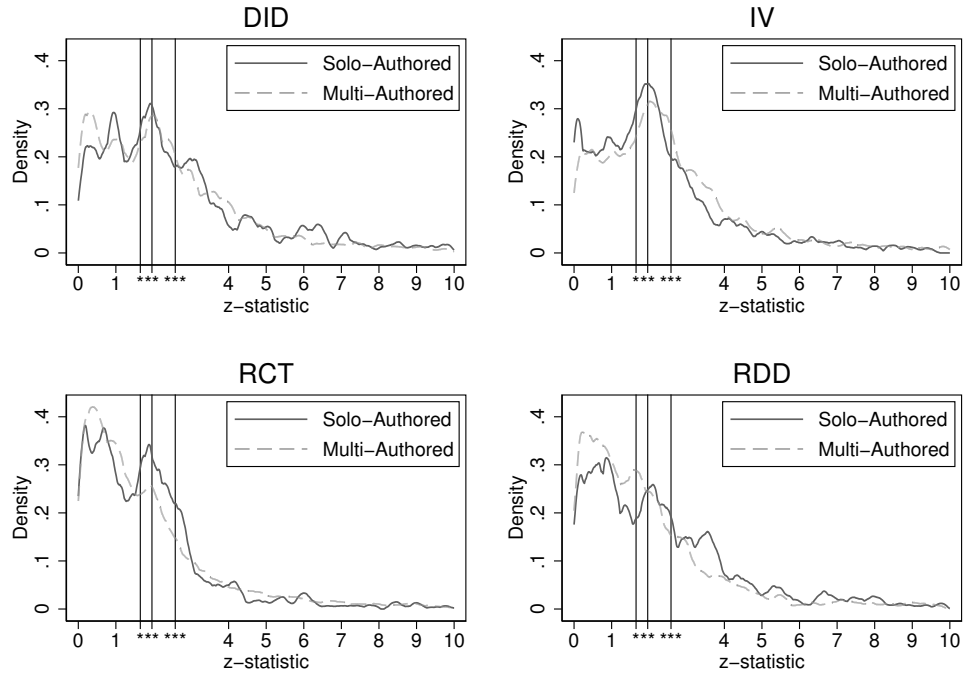 DID
Density
0 .1 .2 .3 .4
Solo−Authored
Multi−Authored
0 1 *** *** 4 5 6 7 8 9 10
z−statistic
IV
Density
0 .1 .2 .3 .4
Solo−Authored
Multi−Authored
0 1 *** *** 4 5 6 7 8 9 10
z−statistic
RCT
Density
0 .1 .2 .3 .4
Solo−Authored
Multi−Authored
0 1 *** *** 4 5 6 7 8 9 10
z−statistic
RDD
Density
0 .1 .2 .3 .4
Solo−Authored
Multi−Authored
0 1 *** *** 4 5 6 7 8 9 10
z−statistic